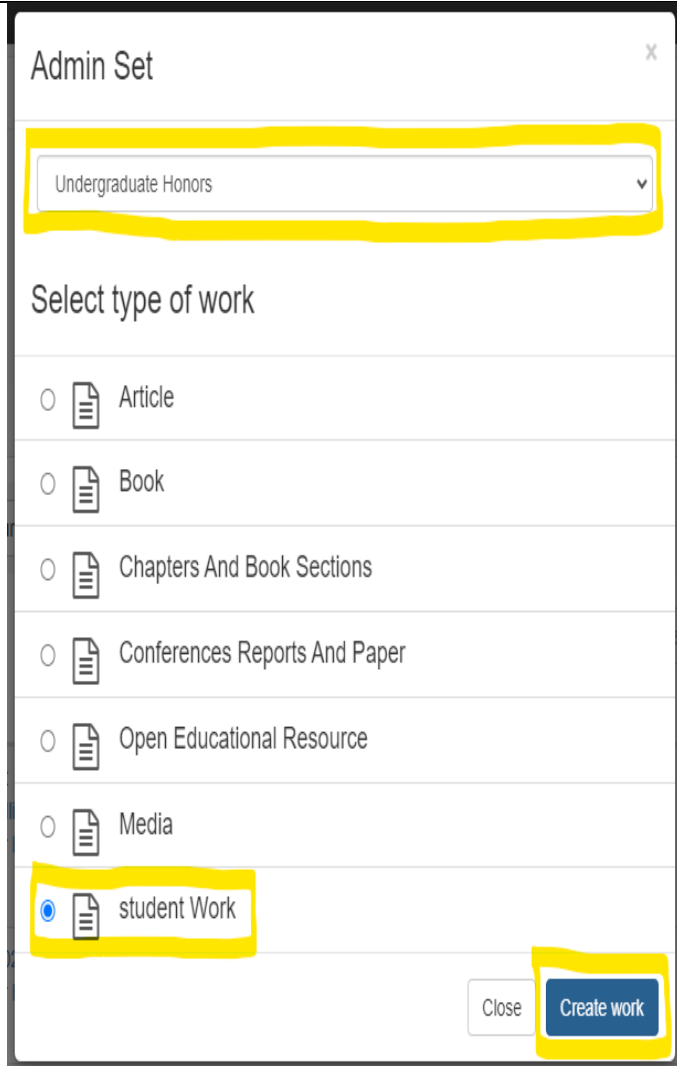 Admin Set
x
Undergraduate Honors
Select type of work
Article
Book
Chapters And Book Sections
Conferences Reports And Paper
Open Educational Resource
Media
student Work
Close Create work